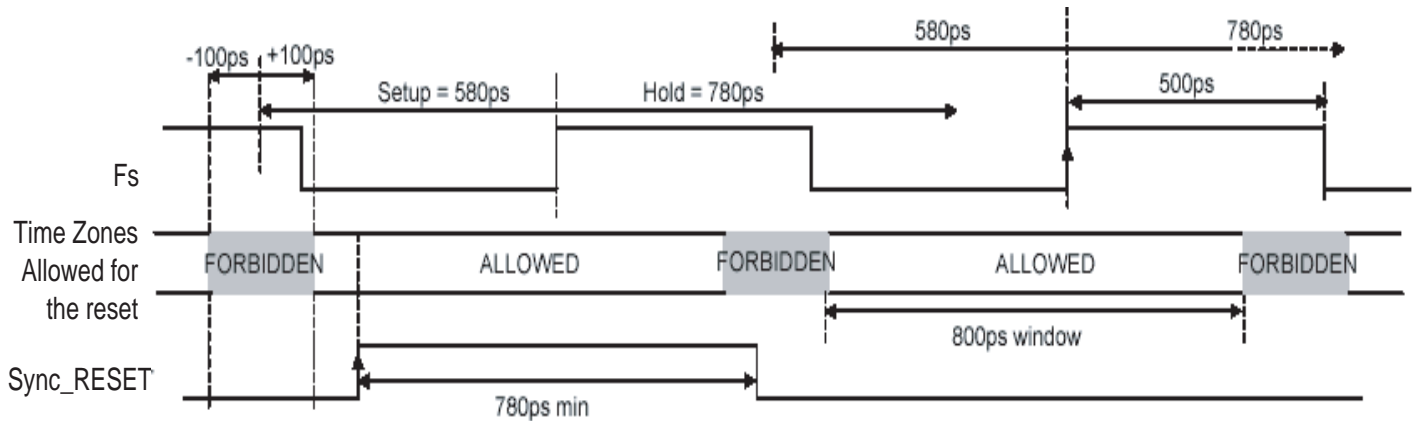 580ps
780ps
-100ps
+100ps
Setup = 580ps
Hold = 780ps
500ps
Fs
Time Zones
Allowed for
the reset
FORBIDDEN
ALLOWED
FORBIDDEN
ALLOWED
FORBIDDEN
800ps window
Sync_RESET
780ps min